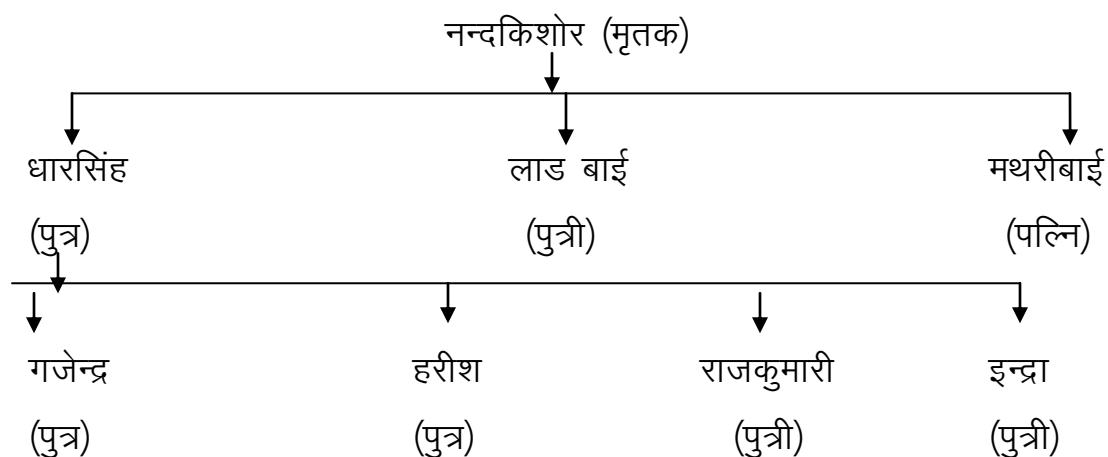 नन्दकिशोर (मृतक)
धारसिंह लाड बाई मथरीबाई
(पुत्र) (पुत्री) (पत्नि)
गजेन्द्र हरीश राजकुमारी इन्द्रा
(पुत्र) (पुत्र) (पुत्री) (पुत्री)